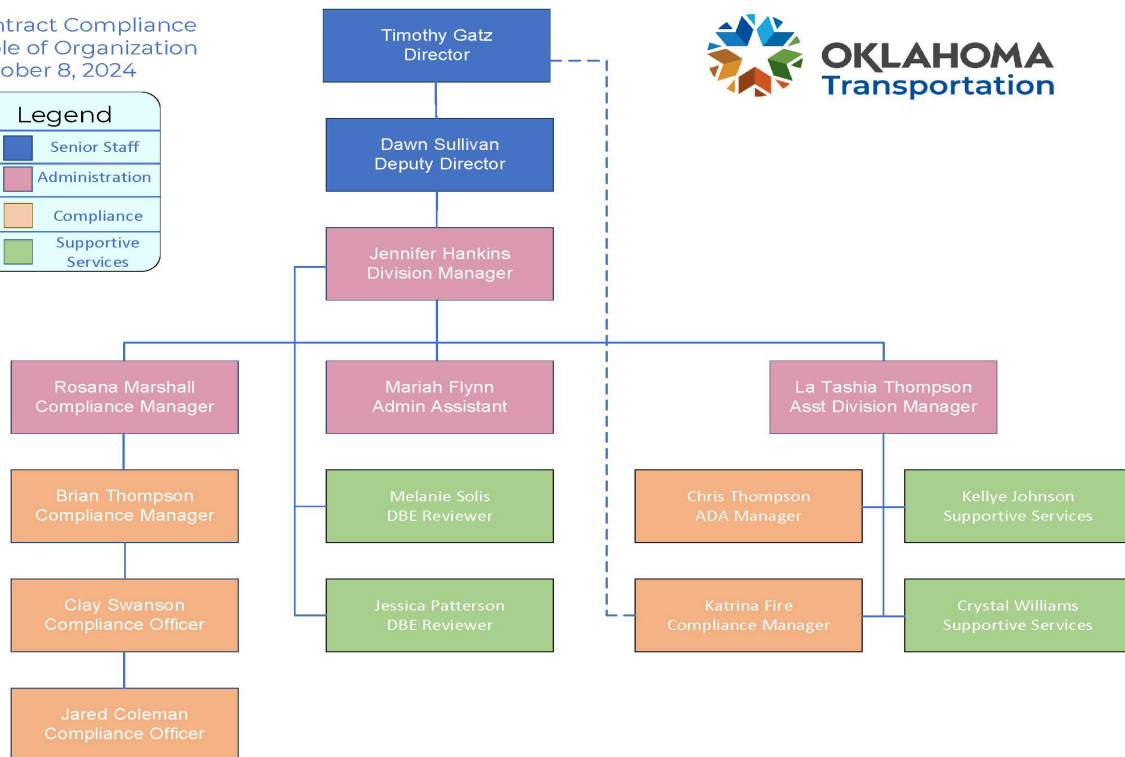 ntract Compliance
le of Organization
ober 8, 2024
Legend
Senior Staff
Administration
Compliance
Supportive
Services
Timothy Gatz
Director
OKLAHOMA
Transportation
Dawn Sullivan
Deputy Director
Jennifer Hankins
Division Manager
Rosana Marshall
Compliance Manager
Mariah Flynn
Admin Assistant
La Tashia Thompson
Asst Division Manager
Brian Thompson
Compliance Manager
Melanie Solis
DBE Reviewer
Chris Thompson
ADA Manager
Kellye Johnson
Supportive Services
Clay Swanson
Compliance Officer
Jessica Patterson
DBE Reviewer
Katrina Fire
Compliance Manager
Crystal Williams
Supportive Services
Jared Coleman
Compliance Officer